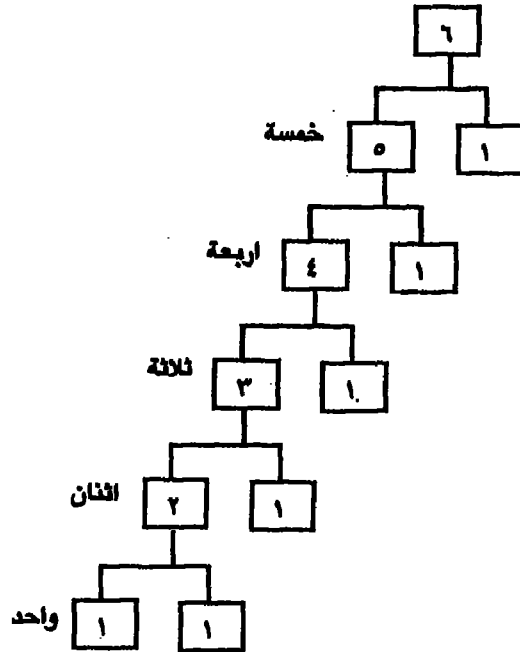 ٦
خمسة ٥ ١
اربعة ٤ ١
ثلاثة ٣ ١
اثنان ٢ ١
واحد ١ ١